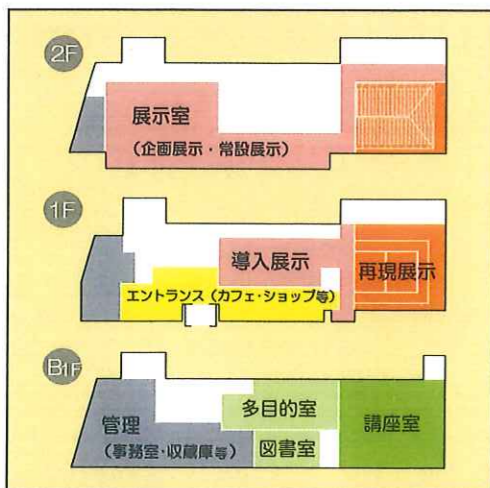 2F
展示室
（企画展示・常設展示）
1F
導入展示
エントランス（カフェ・ショップ等）
再現展示
B1F
多目的室
管理
（事務室・収蔵庫等）
図書室
講座室